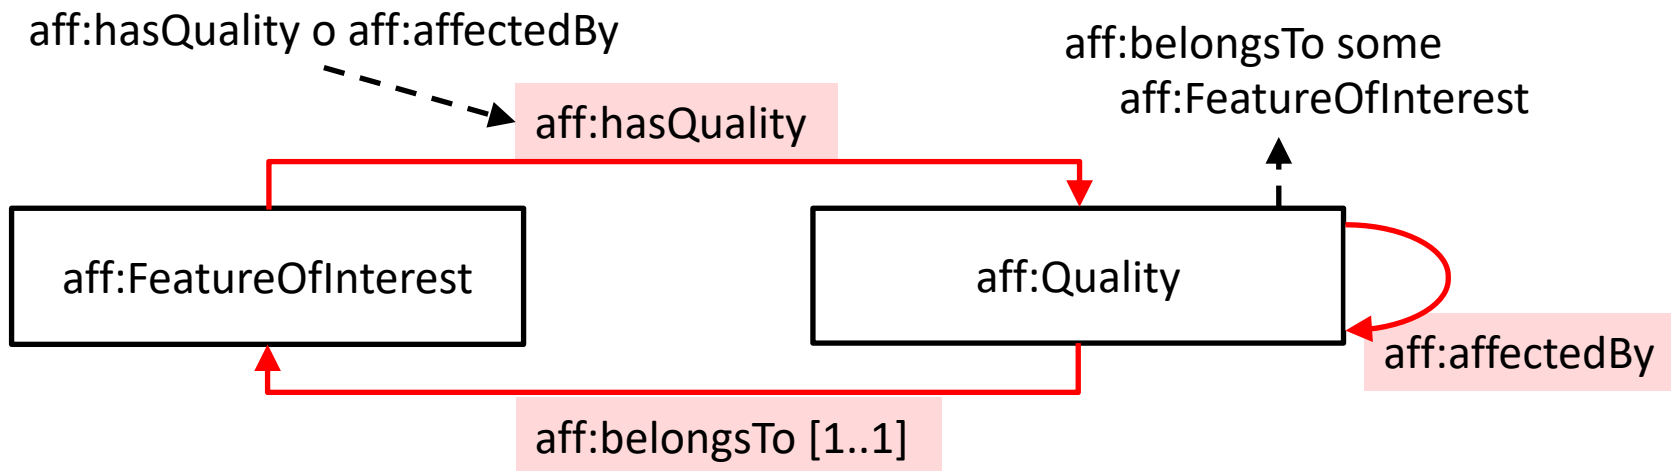 aff:hasQuality o aff:affectedBy
aff:belongsTo some
aff:FeatureOfInterest
aff:hasQuality
aff:FeatureOfInterest
aff:Quality
aff:affectedBy
aff:belongsTo [1..1]